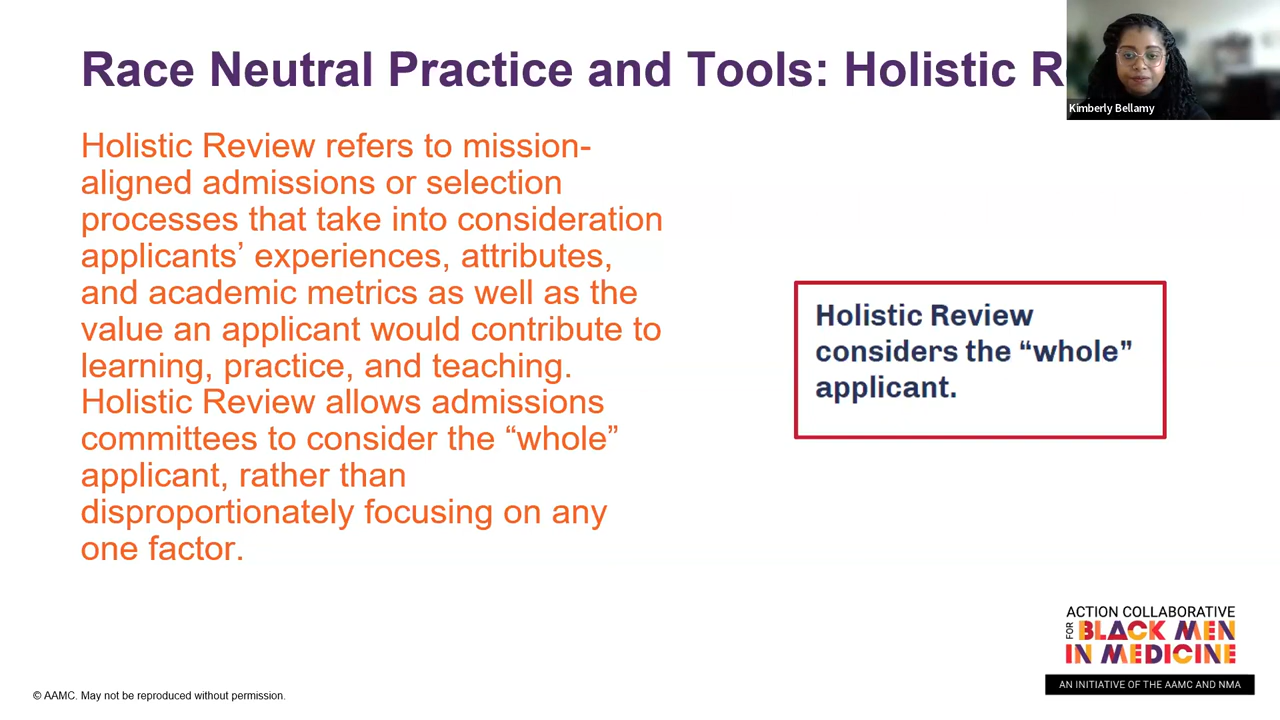 Race Neutral Practice and Tools: Holistic R
Kimberly Bellamy
Holistic Review refers to mission-
aligned admissions or selection
processes that take into consideration
applicants’ experiences, attributes,
and academic metrics as well as the
value an applicant would contribute to
learning, practice, and teaching.
Holistic Review allows admissions
committees to consider the “whole”
applicant, rather than
disproportionately focusing on any
one factor.
Holistic Review
considers the “whole”
applicant.
ACTION COLLABORATIVE
FOR BLACK MEN
IN MEDICINE
AN INITIATIVE OF THE AAMC AND NMA
© AAMC. May not be reproduced without permission.